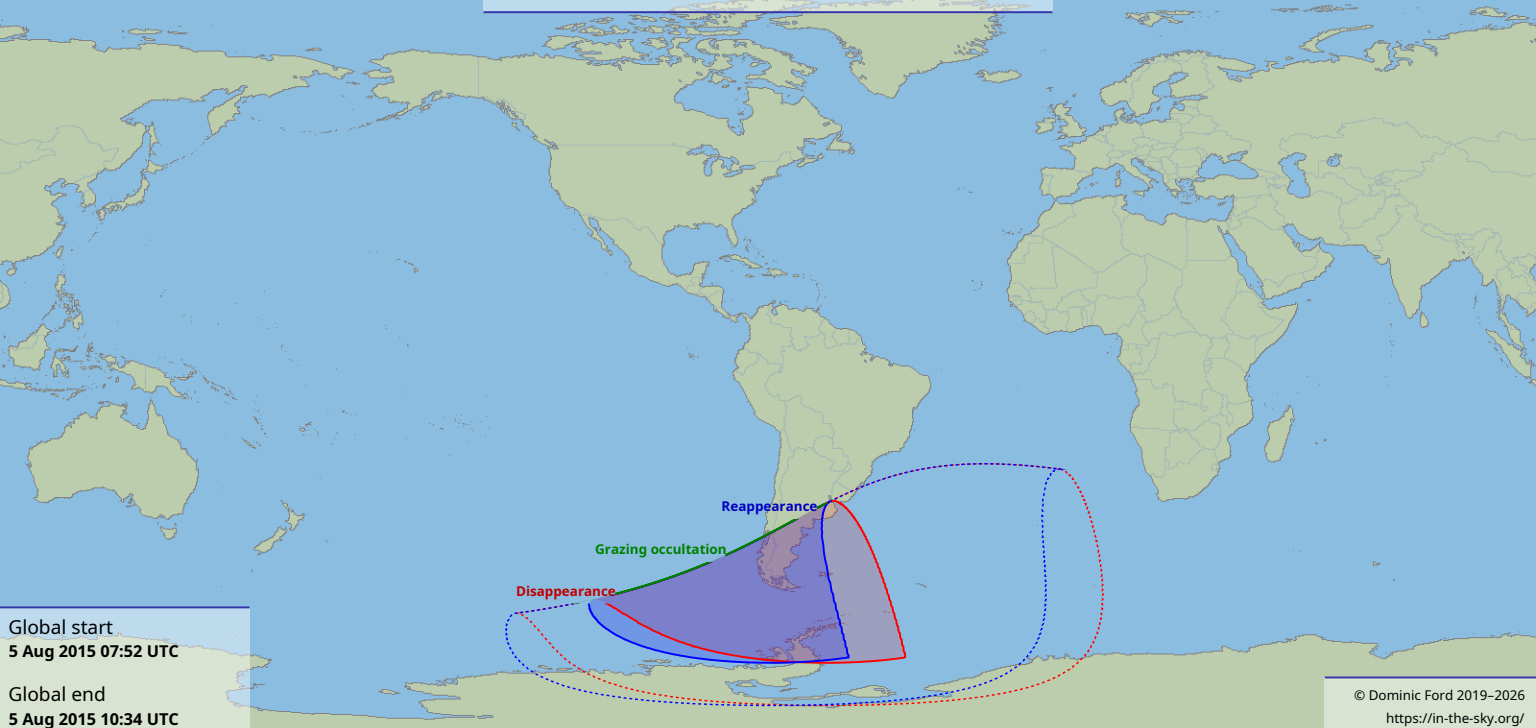 Reappearance
Grazing occultation
Disappearance
Global start
5 Aug 2015 07:52 UTC
Global end
5 Aug 2015 10:34 UTC
© Dominic Ford 2019–2026
https://in-the-sky.org/